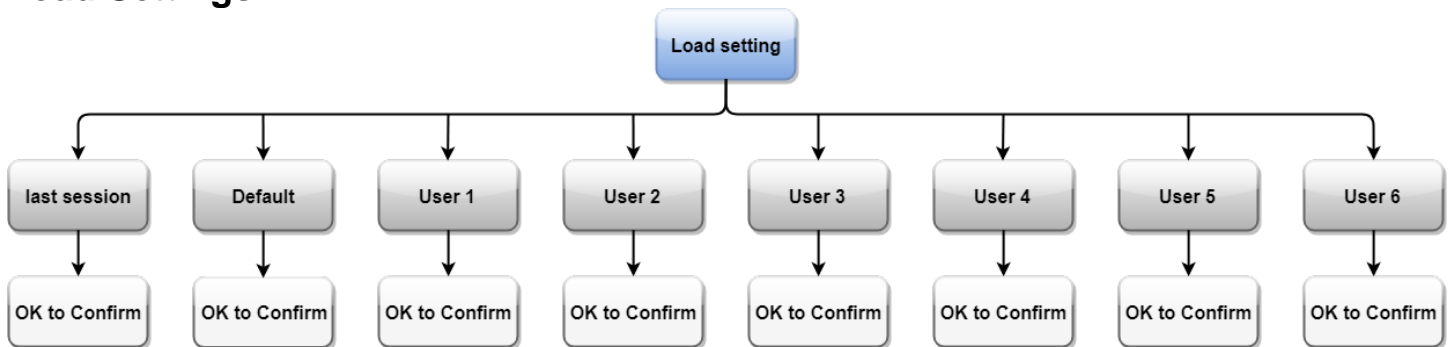 Load setting
last session
Default
User 1
User 2
User 3
User 4
User 5
User 6
OK to Confirm
OK to Confirm
OK to Confirm
OK to Confirm
OK to Confirm
OK to Confirm
OK to Confirm
OK to Confirm